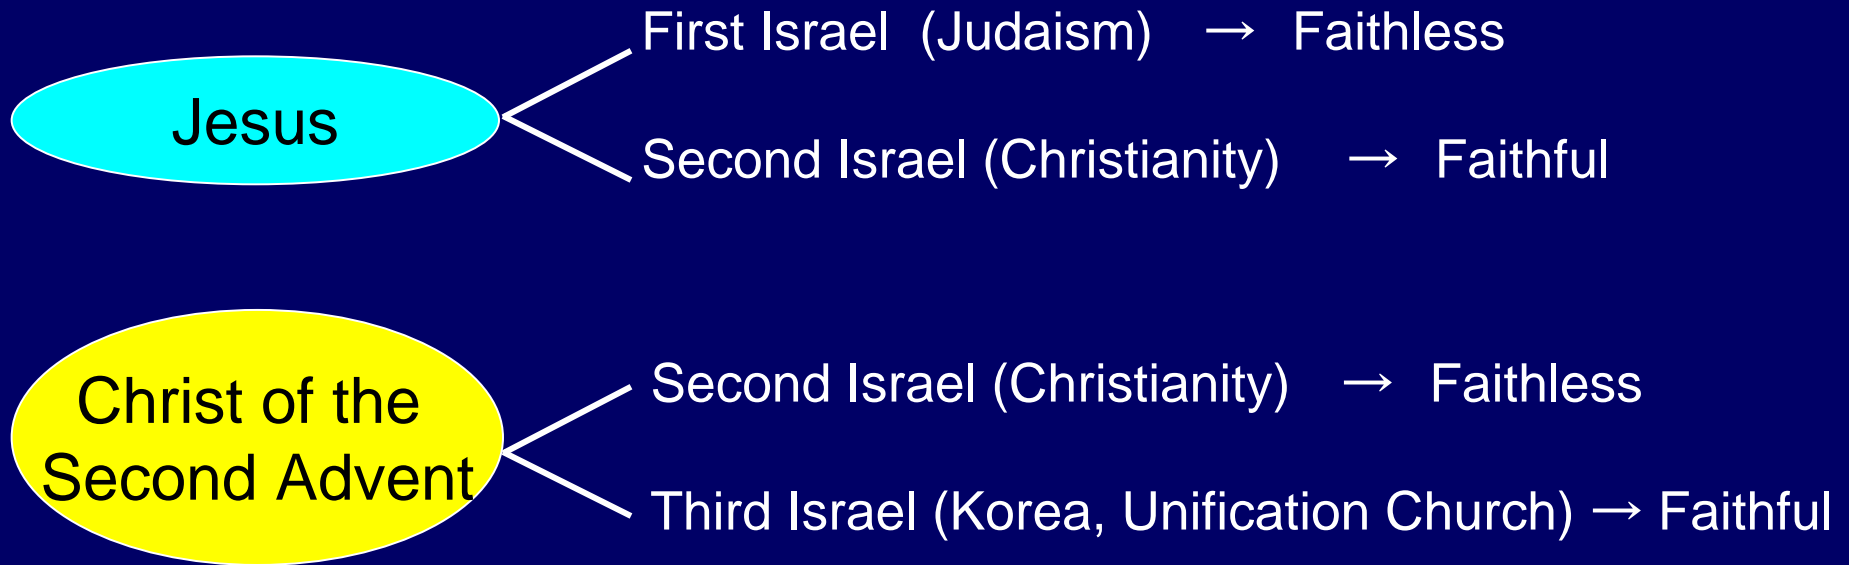 First Israel (Judaism) → Faithless
Jesus
Second Israel (Christianity) → Faithful
Second Israel (Christianity) → Faithless
Christ of the
Second Advent
Third Israel (Korea, Unification Church) → Faithful